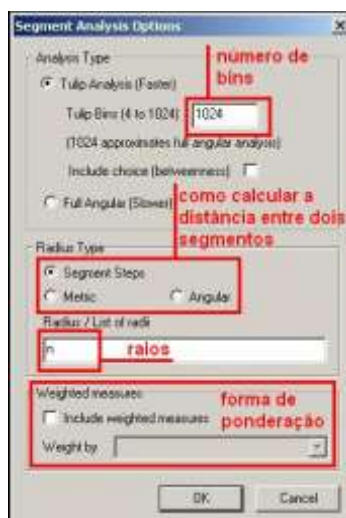 Segment Analysis Options
Analysis Type
número de
bins
Tulip Analysis (Faster)
Tulip Bins (4 to 1024) 1024
(1024 approximates full angular analysis)
Include choice (betweenness)
Full Angular (Slower)
como calcular a
distância entre dois
segmentos
Radius Type
Segment Steps
Metric Angular
Radius / List of radii
n raios
Weighted measures
forma de
ponderação
Include weighted measures
Weight by
OK Cancel